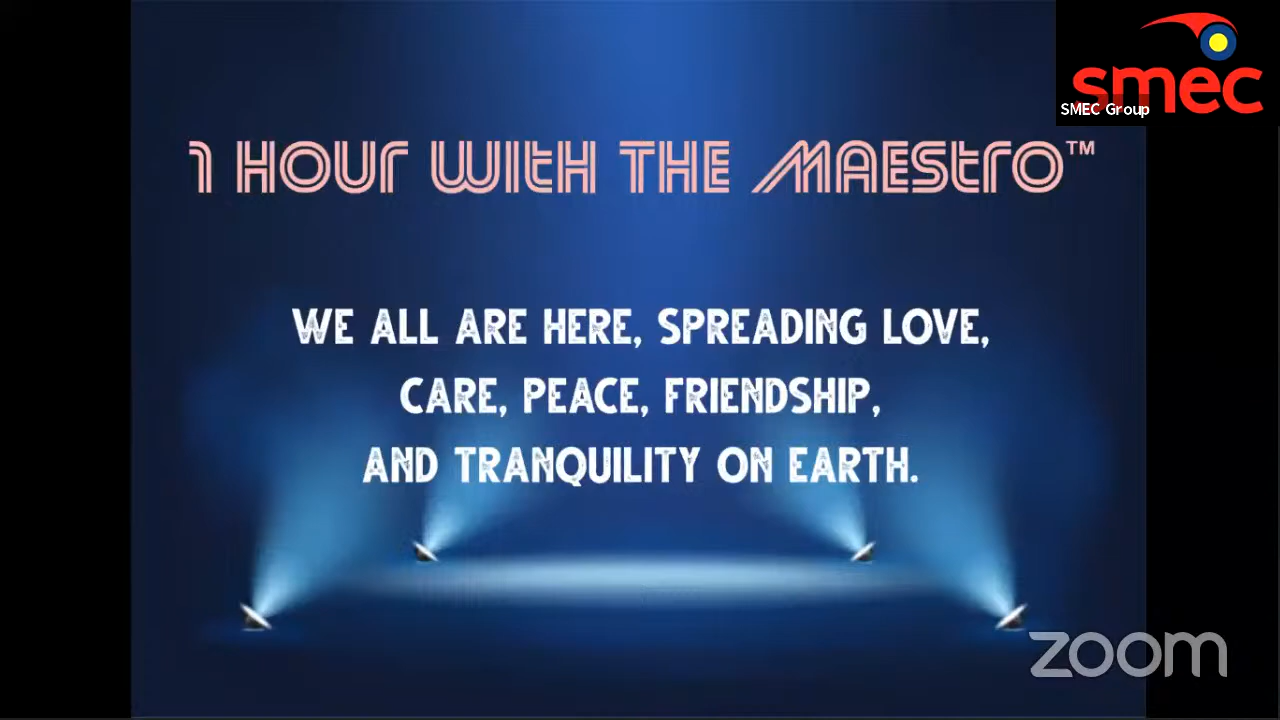 smec
SMEC Group
1 HOUR WITH THE MAESTRO™
WE ALL ARE HERE, SPREADING LOVE,
CARE, PEACE, FRIENDSHIP,
AND TRANQUILITY ON EARTH.
zoom